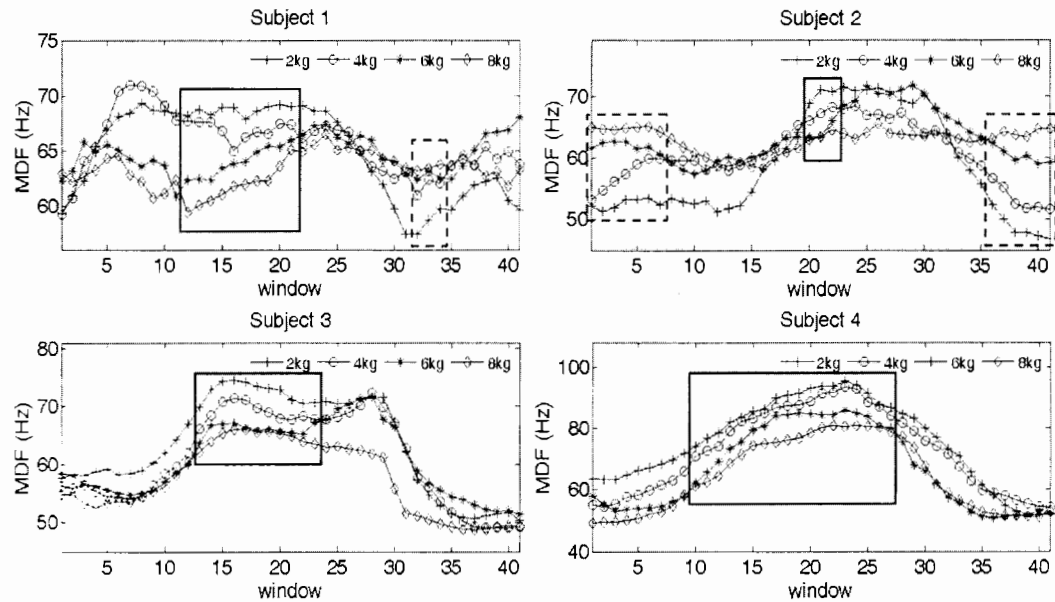 Subject 1
75
2kg 4kg 6kg 8kg
70
65
60
MDF (Hz)
5 10 15 20 25 30 35 40
window
Subject 2
2kg 4kg 6kg 8kg
70
60
50
MDF (Hz)
5 10 15 20 25 30 35 40
window
Subject 3
80
2kg 4kg 6kg 8kg
70
60
50
MDF (Hz)
5 10 15 20 25 30 35 40
window
Subject 4
100
2kg 4kg 6kg 8kg
80
60
40
MDF (Hz)
5 10 15 20 25 30 35 40
window